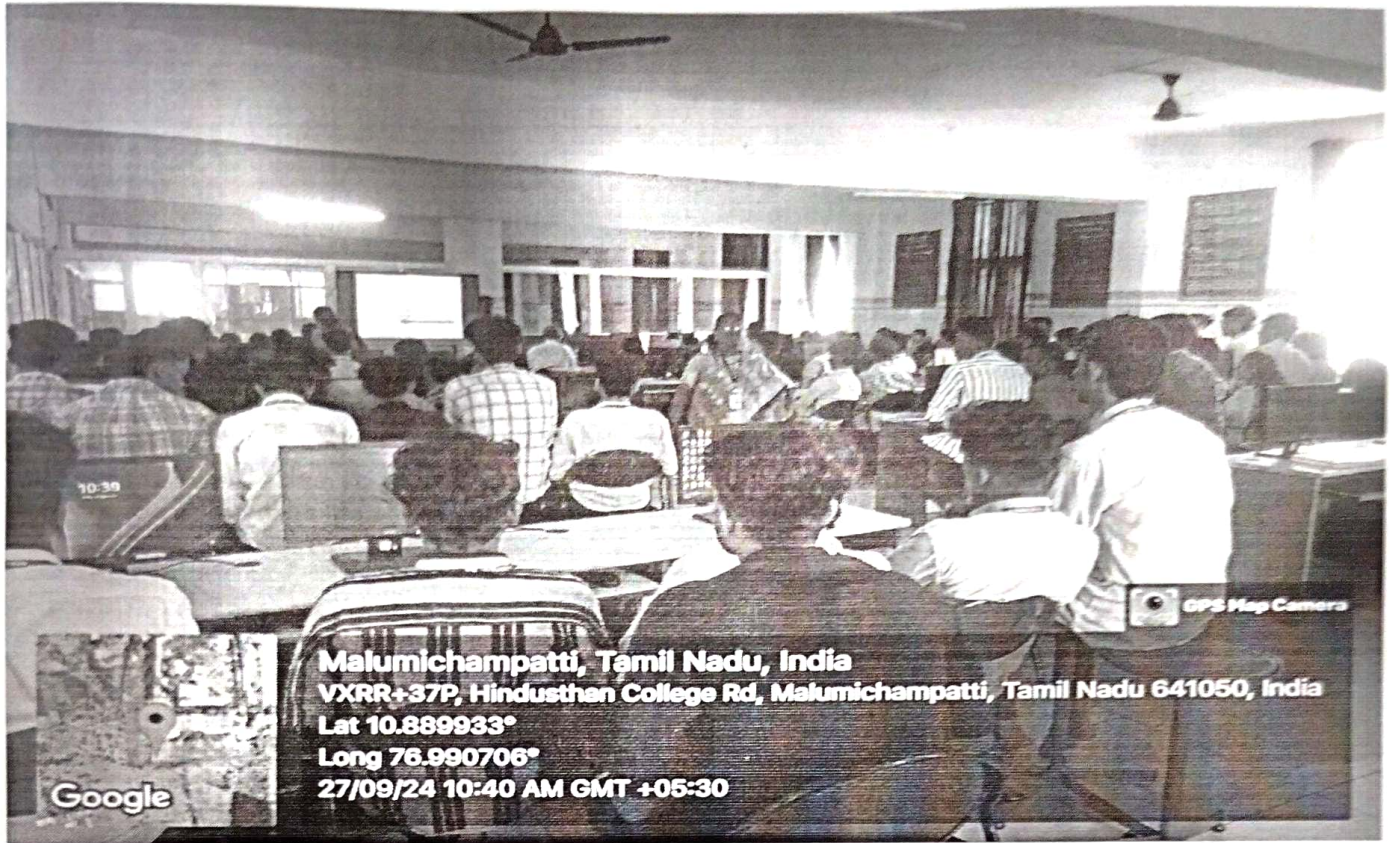 10:39
GPS Map Camera
Malumichampatti, Tamil Nadu, India
VXRR+37P, Hindusthan College Rd, Malumichampatti, Tamil Nadu 641050, India
Lat 10.889933°
Long 76.990706°
27/09/24 10:40 AM GMT +05:30
Google